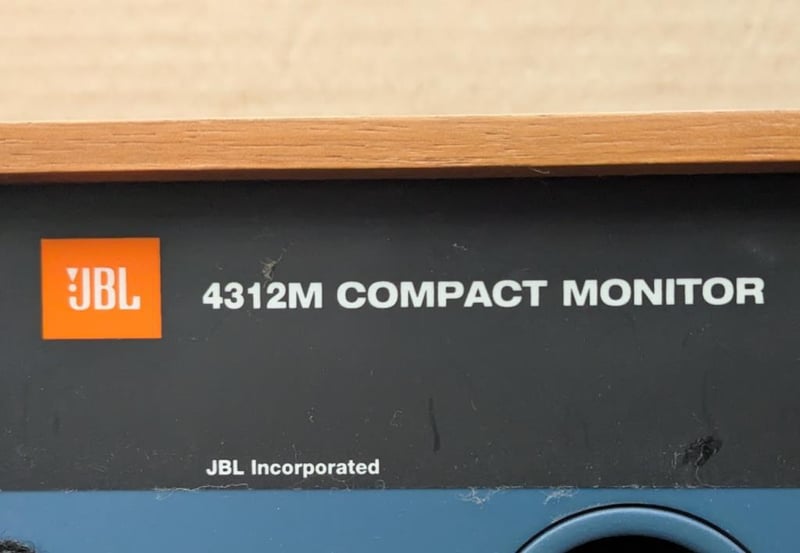 JBL
4312M COMPACT MONITOR
JBL Incorporated